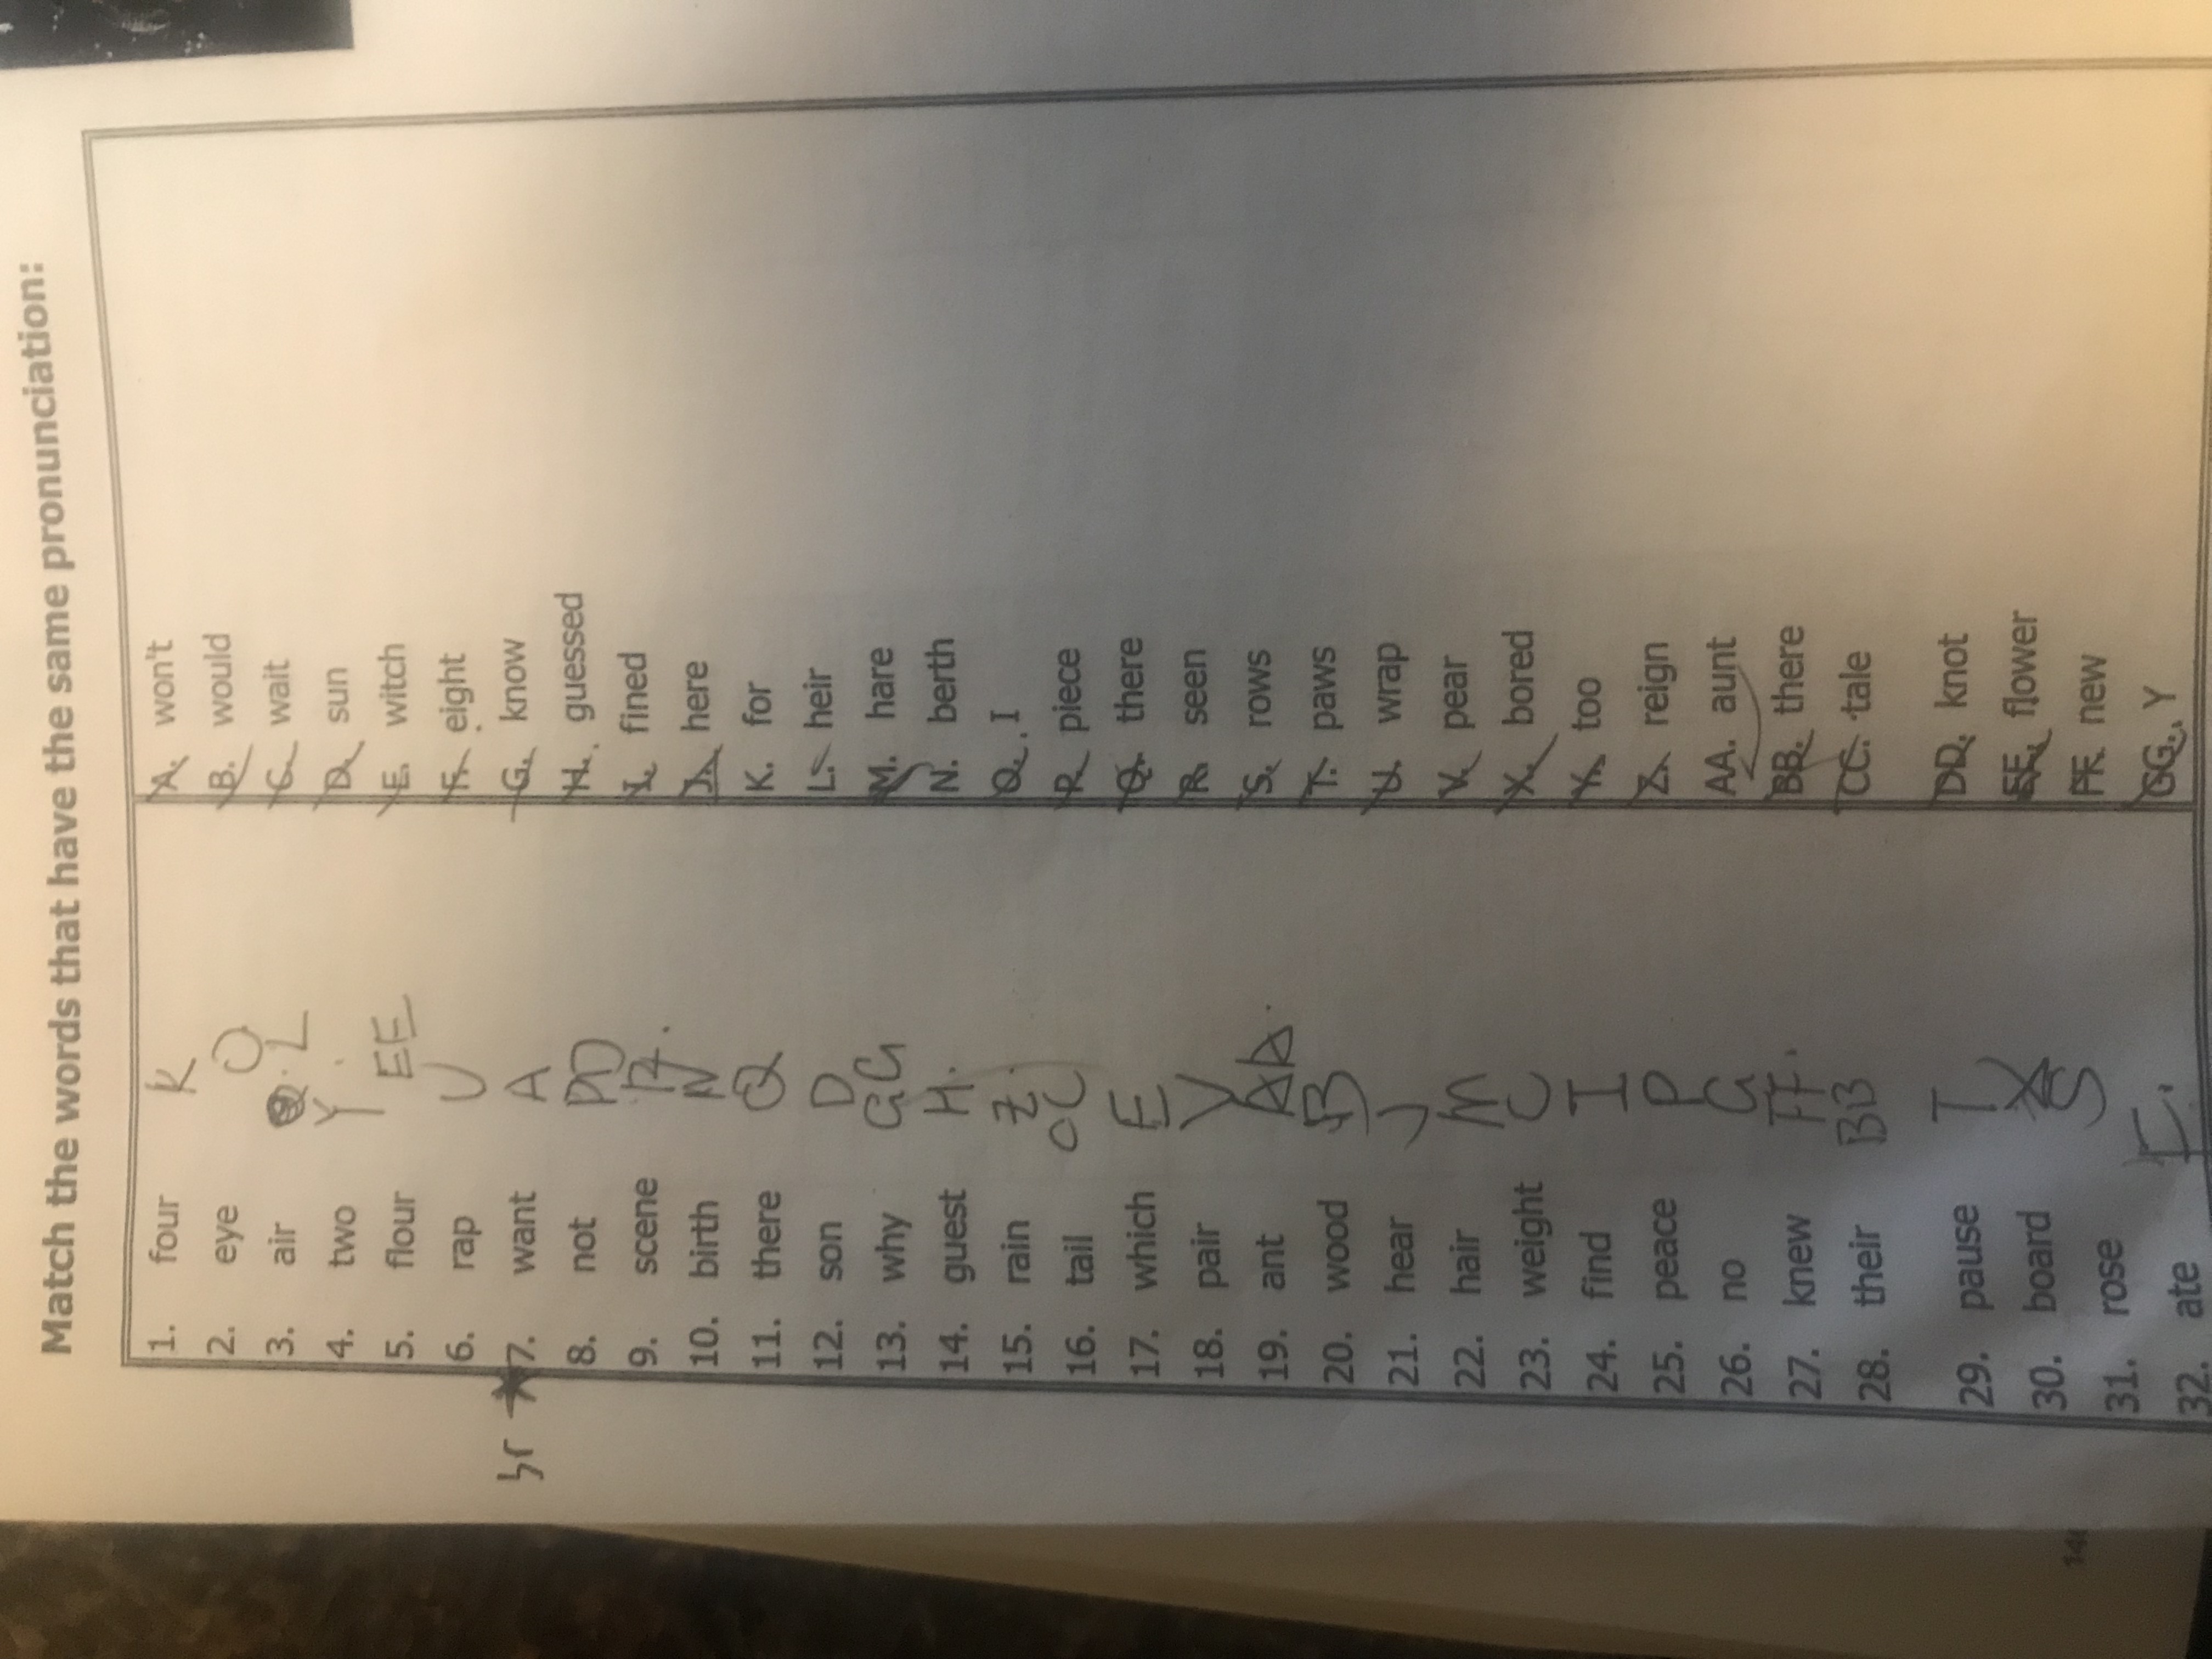 Match the words that have the same pronunciation:
1. four K
2. eye O
3. air L
4. two Y.
5. flour EE
6. rap U
7. want A
8. not DD
9. scene R.
10. birth N
11. there Q
12. son D
13. why GG
14. guest H.
15. rain Z.
16. tail CC
17. which E
18. pair V
19. ant AA.
20. wood B
21. hear J
22. hair M
23. weight C
24. find I
25. peace P
26. no G
27. knew FF.
28. their BB
29. pause T
30. board X
31. rose S
32. ate F.
A. won't
B. would
C. wait
D. sun
E. witch
F. eight
G. know
H. guessed
I. fined
J. here
K. for
L. heir
M. hare
N. berth
O. I
P. piece
Q. there
R. seen
S. rows
T. paws
U. wrap
V. pear
X. bored
Y. too
Z. reign
AA. aunt
BB. there
CC. tale
DD. knot
EE. flower
FF. new
GG. Y